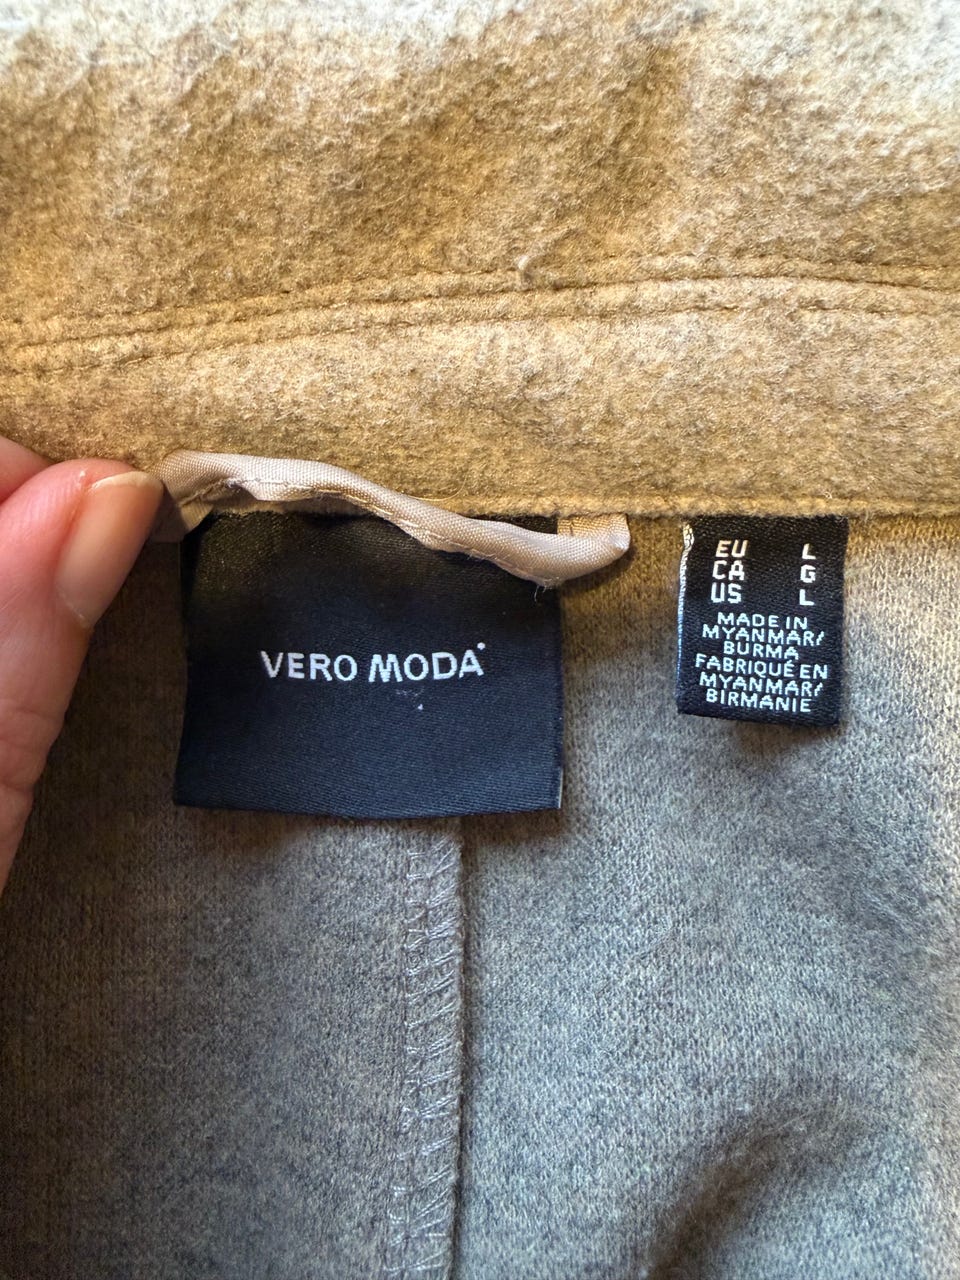 VERO MODA*
EU L
CA G
US L
MADE IN
MYANMAR/
BURMA
FABRIQUÉ EN
MYANMAR/
BIRMANIE